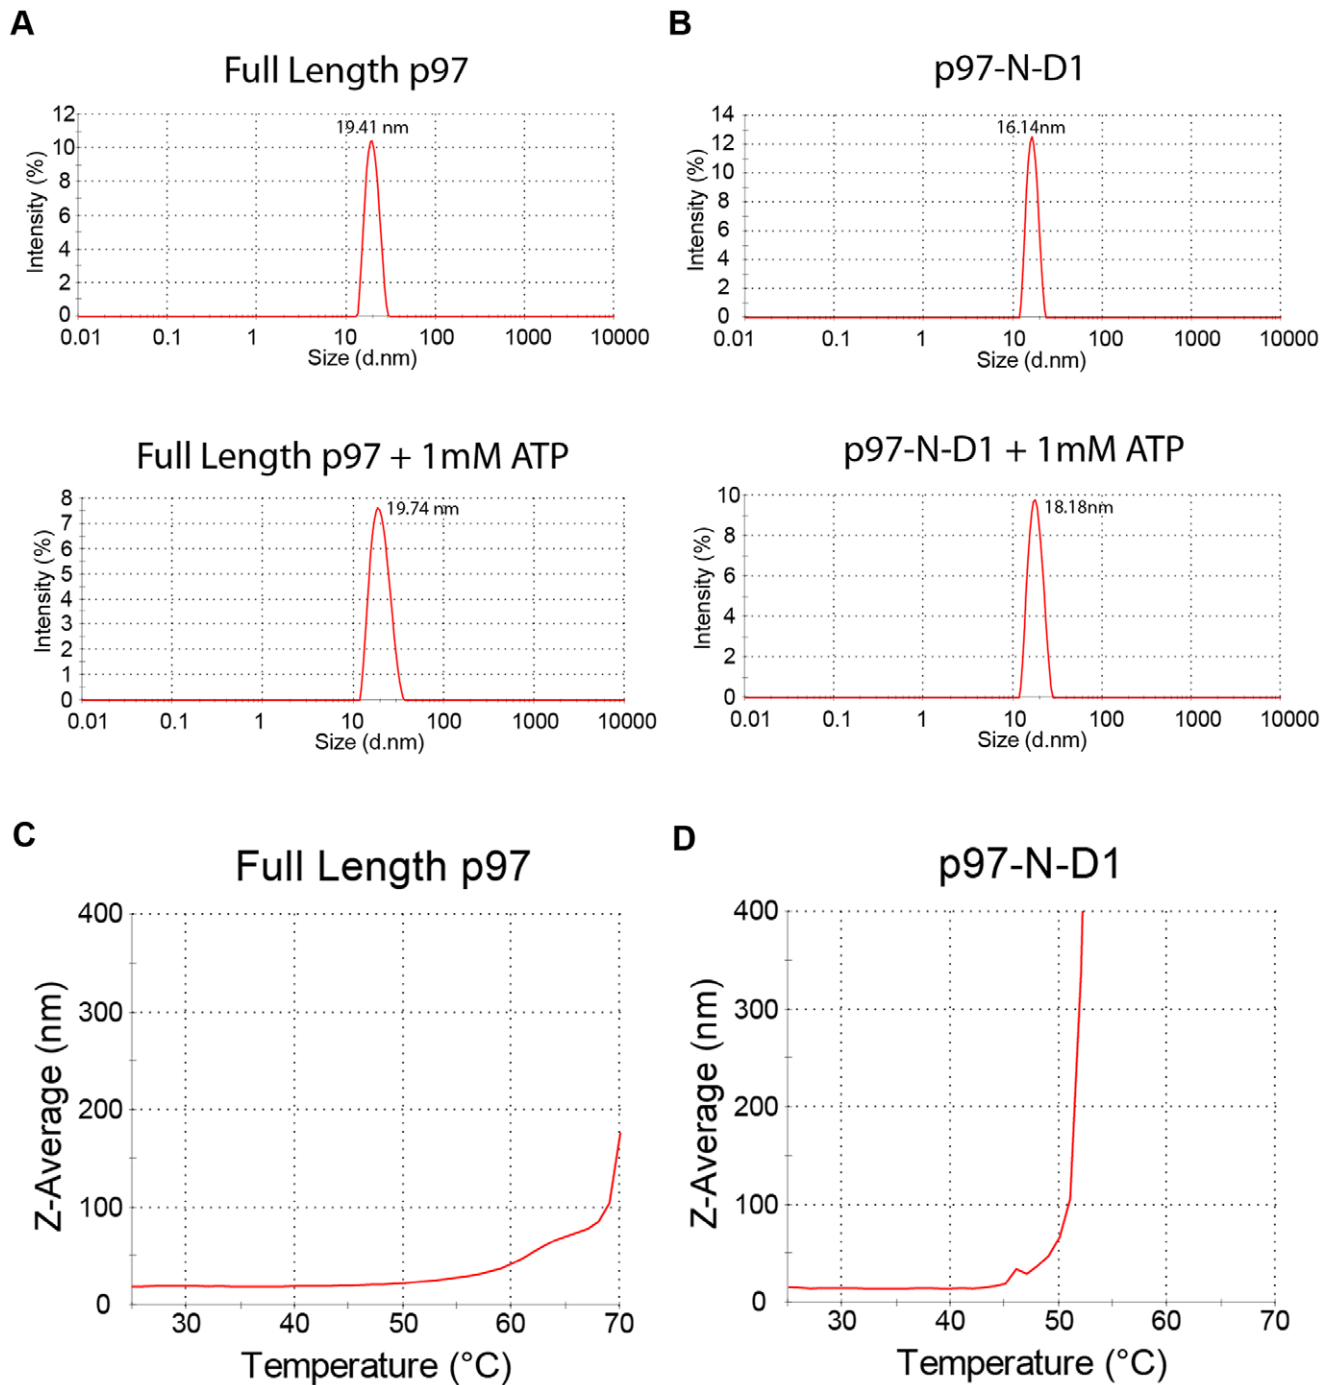 A
Full Length p97
19.41 nm
12
10
8
6
4
2
0
Intensity (%)
0.01 0.1 1 10 100 1000 10000
Size (d.nm)
B
p97-N-D1
16.14nm
14
12
10
8
6
4
2
0
Intensity (%)
0.01 0.1 1 10 100 1000 10000
Size (d.nm)
Full Length p97 + 1mM ATP
19.74 nm
8
7
6
5
4
3
2
1
0
Intensity (%)
0.01 0.1 1 10 100 1000 10000
Size (d.nm)
p97-N-D1 + 1mM ATP
18.18nm
10
8
6
4
2
0
Intensity (%)
0.01 0.1 1 10 100 1000 10000
Size (d.nm)
C
Full Length p97
400
300
200
100
0
Z-Average (nm)
30 40 50 60 70
Temperature (°C)
D
p97-N-D1
400
300
200
100
0
Z-Average (nm)
30 40 50 60 70
Temperature (°C)